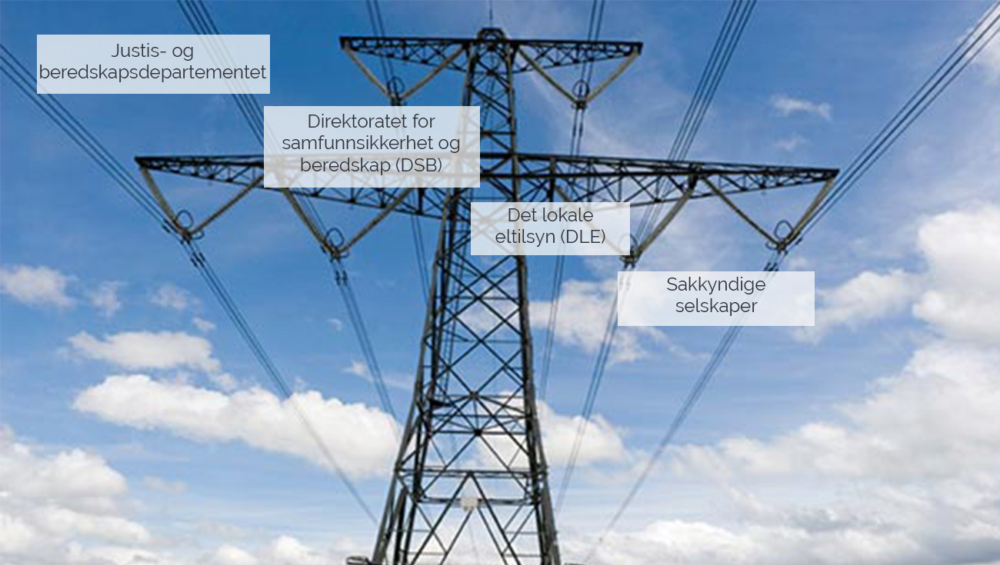 Justis- og
beredskapsdepartementet
Direktoratet for
samfunnsikkerhet og
beredskap (DSB)
Det lokale
eltilsyn (DLE)
Sakkyndige
selskaper